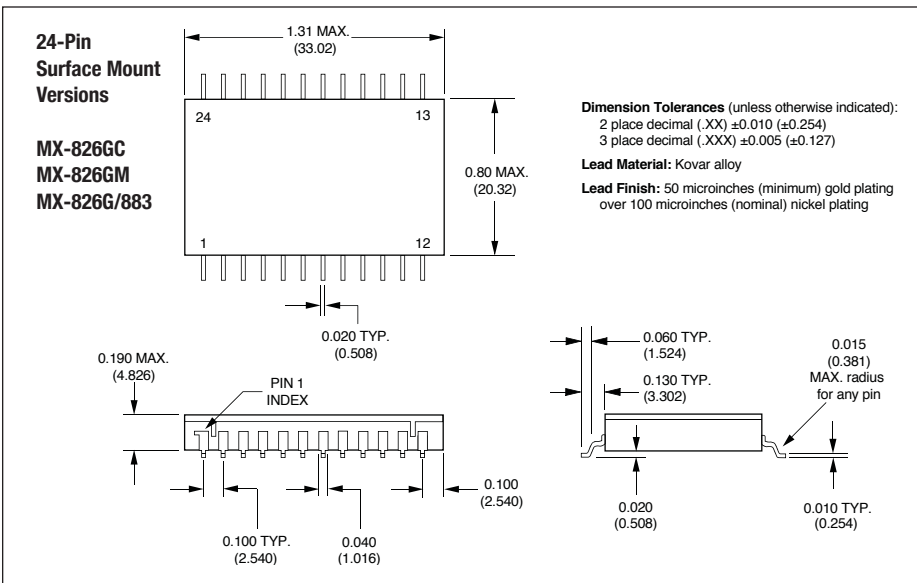 24-Pin
Surface Mount
Versions
MX-826GC
MX-826GM
MX-826G/883
1.31 MAX.
(33.02)
24
13
1
12
0.80 MAX.
(20.32)
0.020 TYP.
(0.508)
Dimension Tolerances (unless otherwise indicated):
2 place decimal (.XX) ±0.010 (±0.254)
3 place decimal (.XXX) ±0.005 (±0.127)
Lead Material: Kovar alloy
Lead Finish: 50 microinches (minimum) gold plating
over 100 microinches (nominal) nickel plating
0.190 MAX.
(4.826)
PIN 1
INDEX
0.100 TYP.
(2.540)
0.040
(1.016)
0.100
(2.540)
0.060 TYP.
(1.524)
0.130 TYP.
(3.302)
0.015
(0.381)
MAX. radius
for any pin
0.020
(0.508)
0.010 TYP.
(0.254)